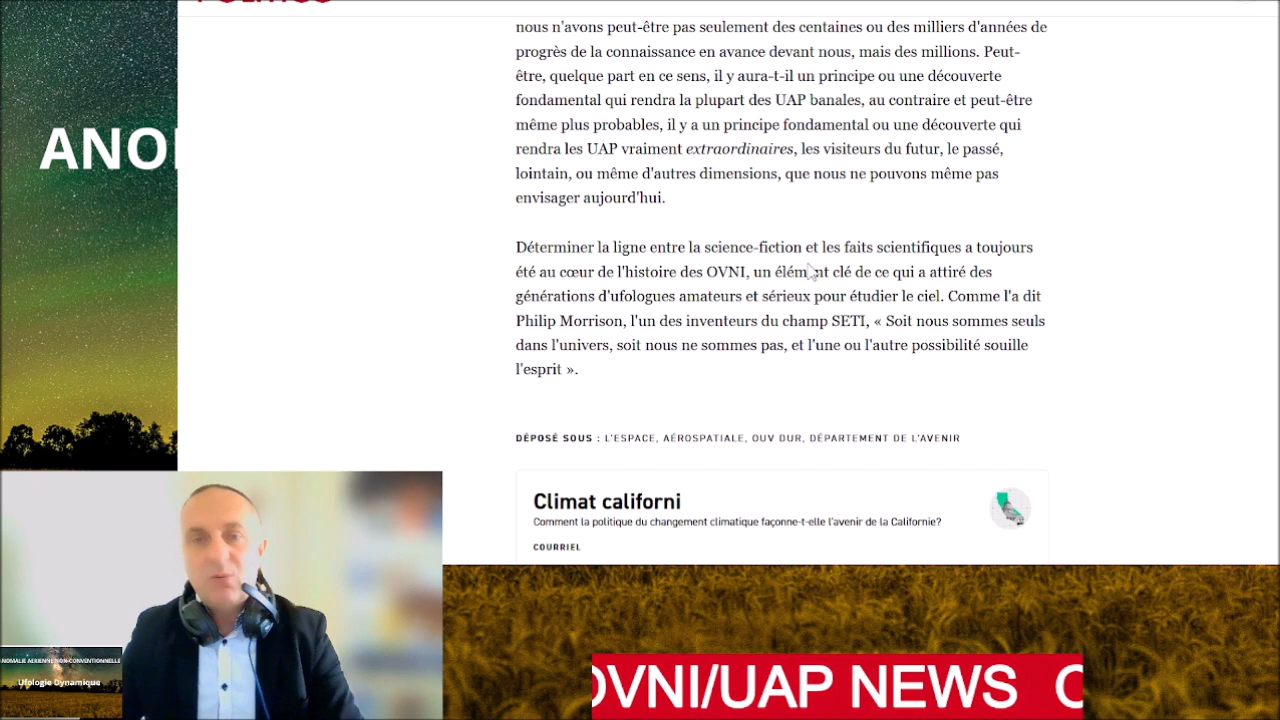 nous n'avons peut-être pas seulement des centaines ou des milliers d'années de
progrès de la connaissance en avance devant nous, mais des millions. Peut-
être, quelque part en ce sens, il y aura-t-il un principe ou une découverte
fondamental qui rendra la plupart des UAP banales, au contraire et peut-être
même plus probables, il y a un principe fondamental ou une découverte qui
rendra les UAP vraiment extraordinaires, les visiteurs du futur, le passé,
lointain, ou même d'autres dimensions, que nous ne pouvons même pas
envisager aujourd'hui.
Déterminer la ligne entre la science-fiction et les faits scientifiques a toujours
été au cœur de l'histoire des OVNI, un élément clé de ce qui a attiré des
générations d'ufologues amateurs et sérieux pour étudier le ciel. Comme l'a dit
Philip Morrison, l'un des inventeurs du champ SETI, « Soit nous sommes seuls
dans l'univers, soit nous ne sommes pas, et l'une ou l'autre possibilité souille
l'esprit ».
DÉPOSÉ SOUS : L'ESPACE, AÉROSPATIALE, OUV DUR, DÉPARTEMENT DE L'AVENIR
Climat californi
Comment la politique du changement climatique façonne-t-elle l'avenir de la Californie?
COURRIEL
ANO
ANOMALIE AERIENNE NON-CONVENTIONNELLE
Ufologie Dynamique
OVNI/UAP NEWS O